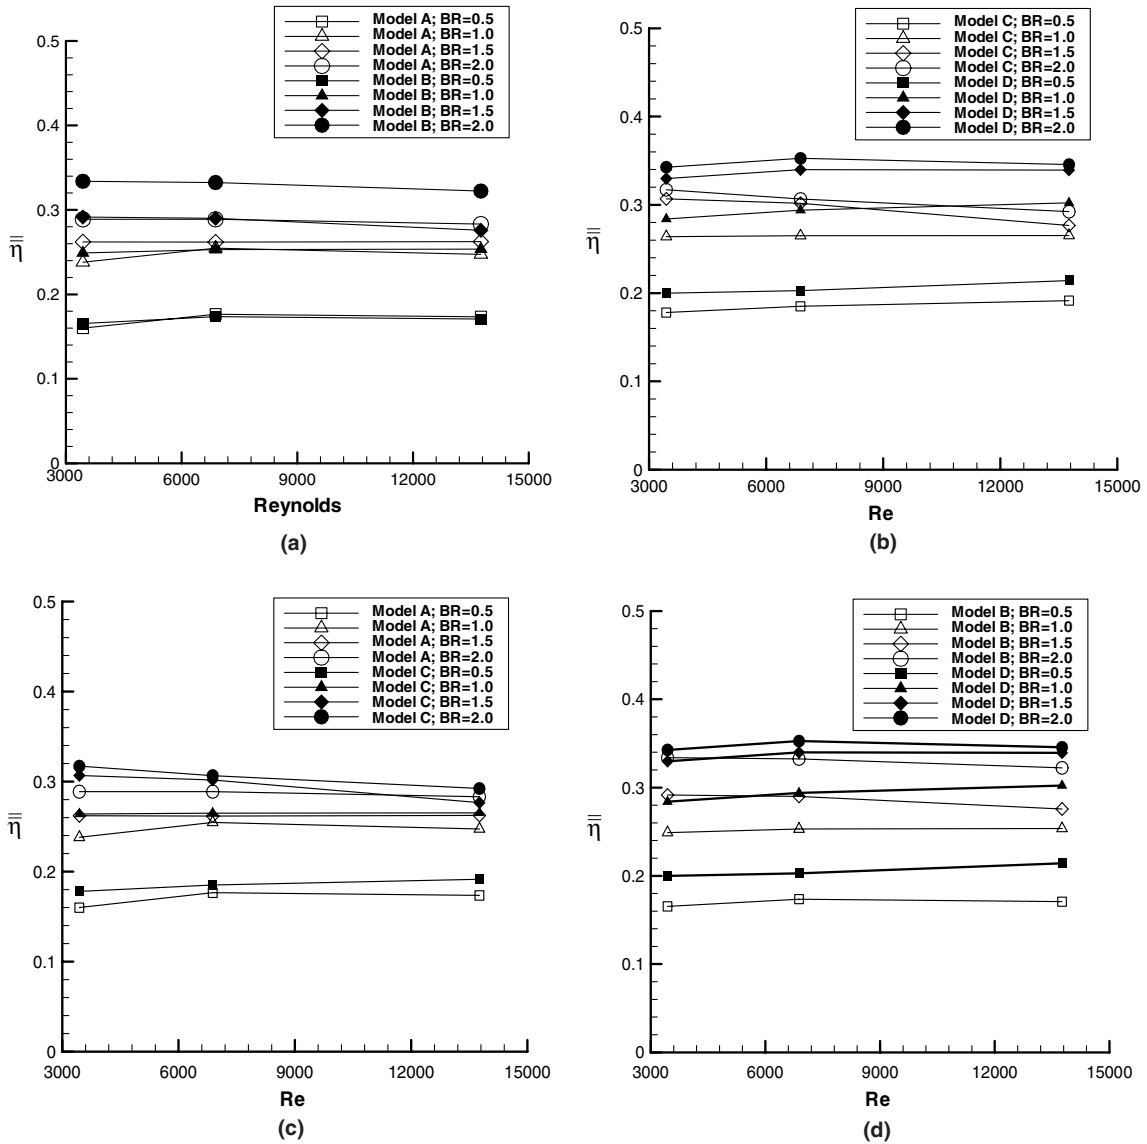 Model A; BR=0.5
Model A; BR=1.0
Model A; BR=1.5
Model A; BR=2.0
Model B; BR=0.5
Model B; BR=1.0
Model B; BR=1.5
Model B; BR=2.0
0.5
0.4
0.3
0.2
0.1
0
η
3000
6000
9000
12000
15000
Reynolds
(a)
Model C; BR=0.5
Model C; BR=1.0
Model C; BR=1.5
Model C; BR=2.0
Model D; BR=0.5
Model D; BR=1.0
Model D; BR=1.5
Model D; BR=2.0
0.5
0.4
0.3
0.2
0.1
0
η
3000
6000
9000
12000
15000
Re
(b)
Model A; BR=0.5
Model A; BR=1.0
Model A; BR=1.5
Model A; BR=2.0
Model C; BR=0.5
Model C; BR=1.0
Model C; BR=1.5
Model C; BR=2.0
0.5
0.4
0.3
0.2
0.1
0
η
3000
6000
9000
12000
15000
Re
(c)
Model B; BR=0.5
Model B; BR=1.0
Model B; BR=1.5
Model B; BR=2.0
Model D; BR=0.5
Model D; BR=1.0
Model D; BR=1.5
Model D; BR=2.0
0.5
0.4
0.3
0.2
0.1
0
η
3000
6000
9000
12000
15000
Re
(d)